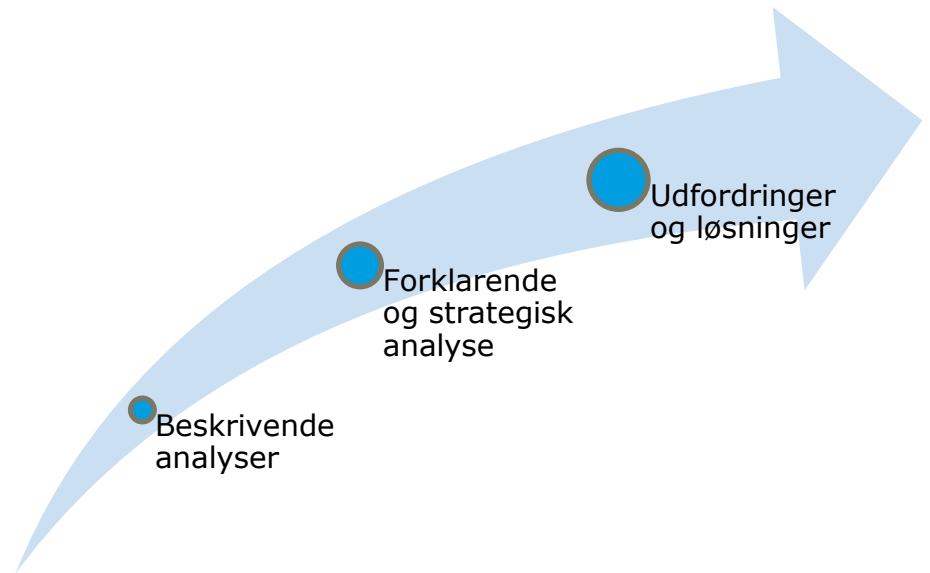 Udfordringer
og løsninger
Forklarende
og strategisk
analyse
Beskrivende
analyser